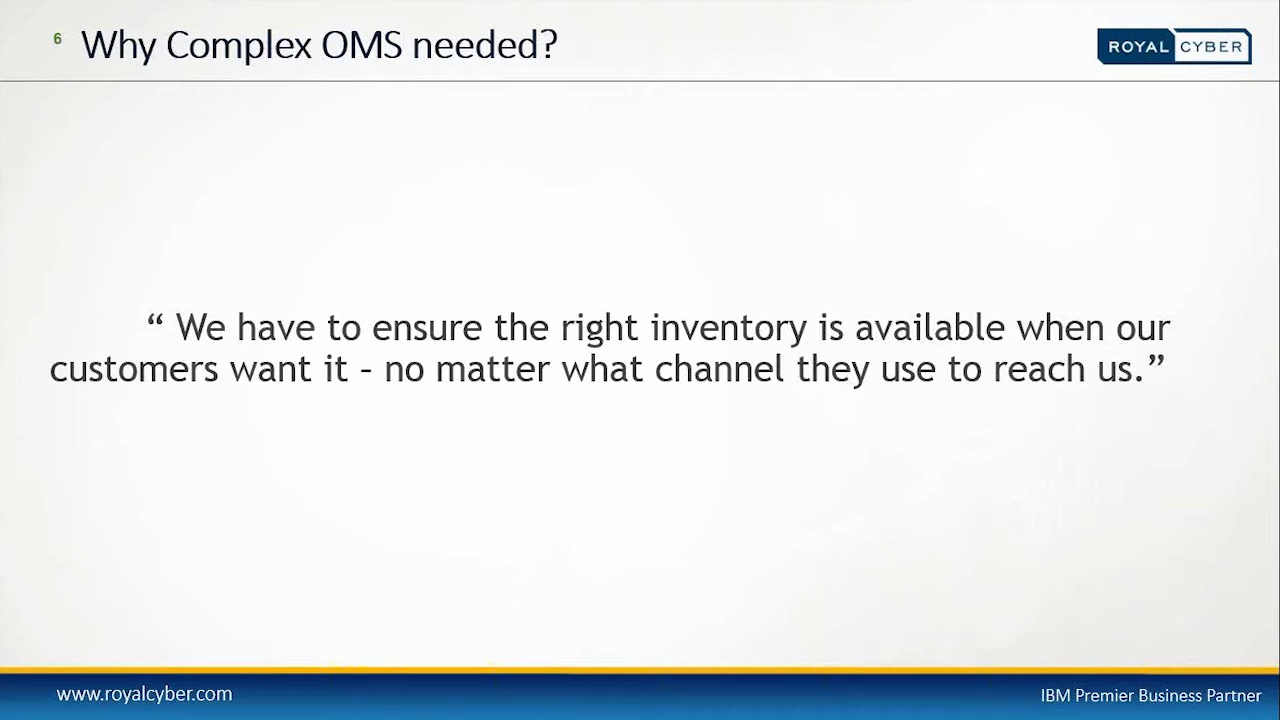 6
Why Complex OMS needed?
ROYAL CYBER
“ We have to ensure the right inventory is available when our
customers want it – no matter what channel they use to reach us.”
www.royalcyber.com
IBM Premier Business Partner